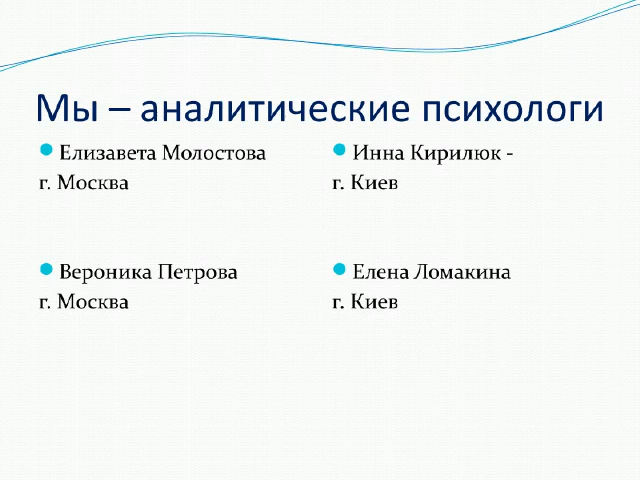 Мы – аналитические психологи
Елизавета Молостова
г. Москва
Вероника Петрова
г. Москва
Инна Кирилюк -
г. Киев
Елена Ломакина
г. Киев